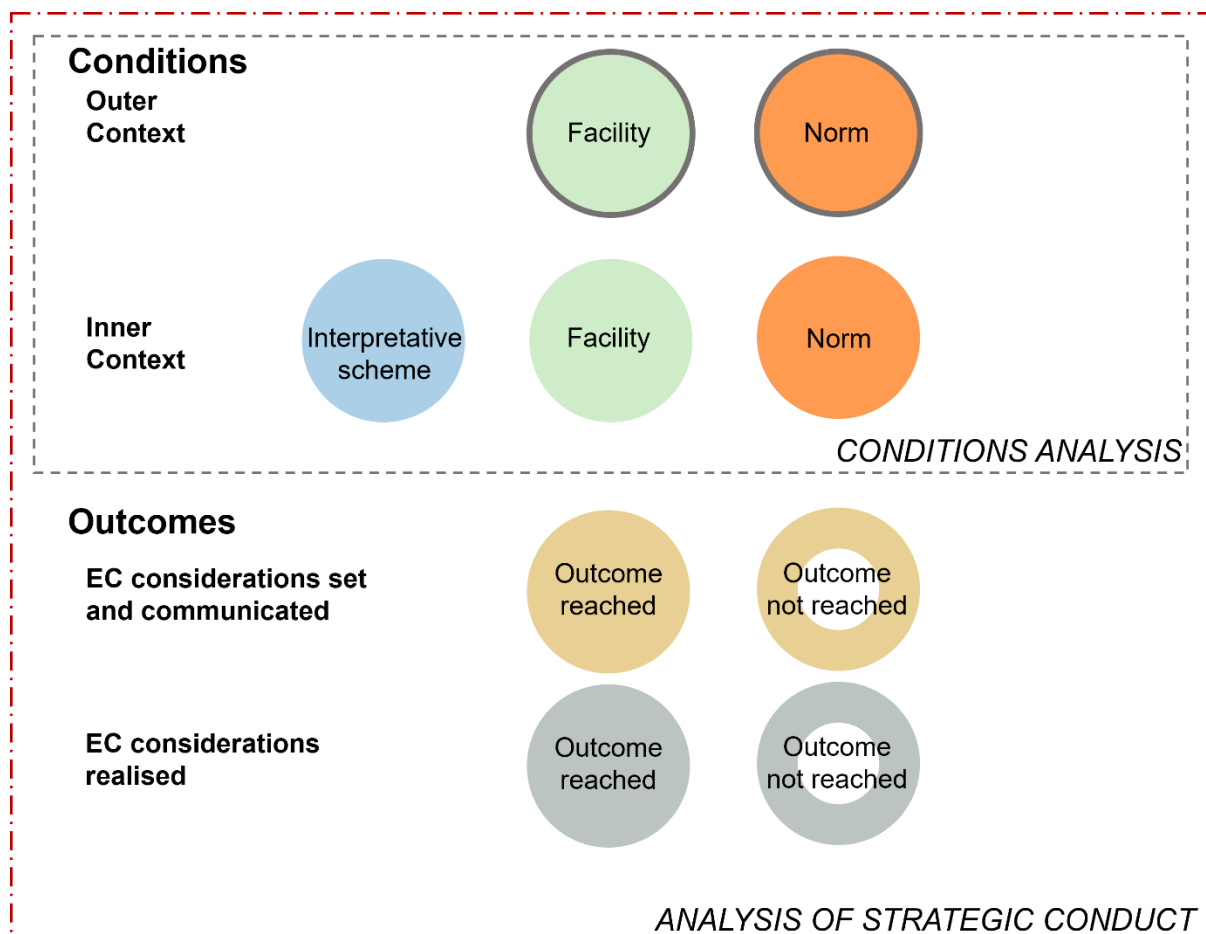 Conditions
Outer
Context
Facility
Norm
Inner
Context
Interpretative
scheme
Facility
Norm
CONDITIONS ANALYSIS
Outcomes
EC considerations set
and communicated
Outcome
reached
Outcome
not reached
EC considerations
realised
Outcome
reached
Outcome
not reached
ANALYSIS OF STRATEGIC CONDUCT